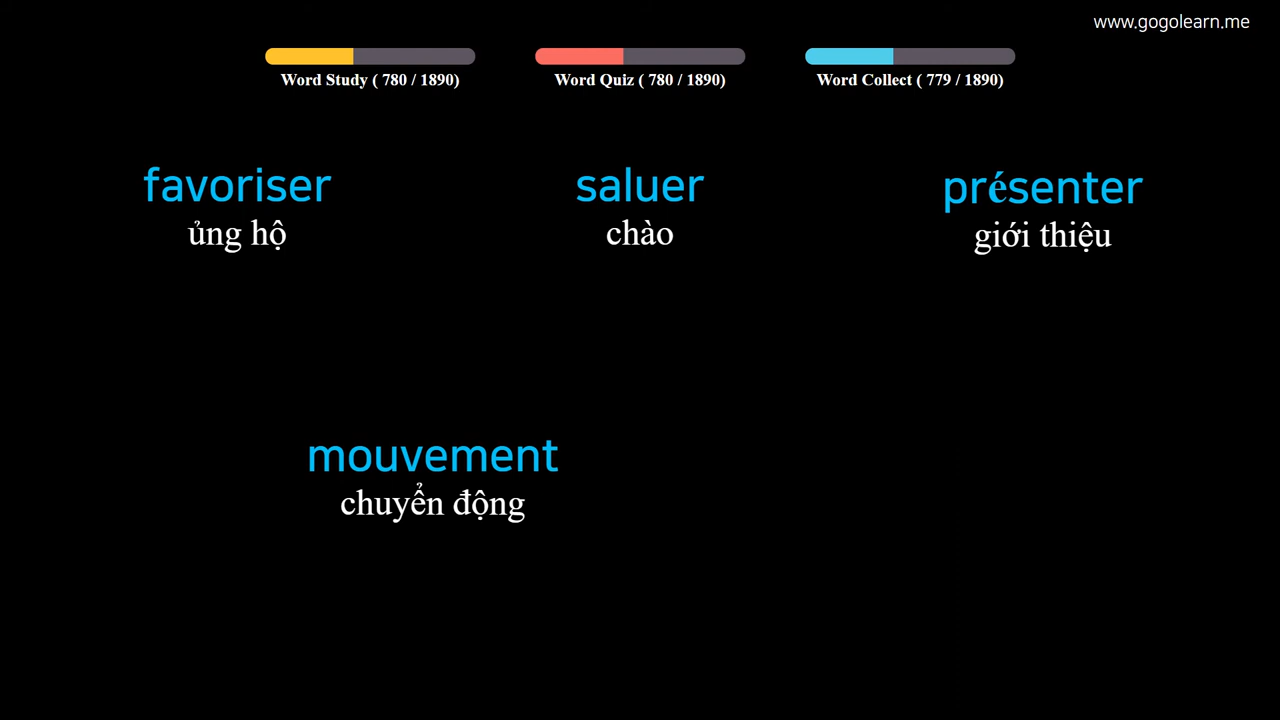 www.gogolearn.me
Word Study ( 780 / 1890)
Word Quiz ( 780 / 1890)
Word Collect ( 779 / 1890)
favoriser
ủng hộ
saluer
chào
présenter
giới thiệu
mouvement
chuyển động